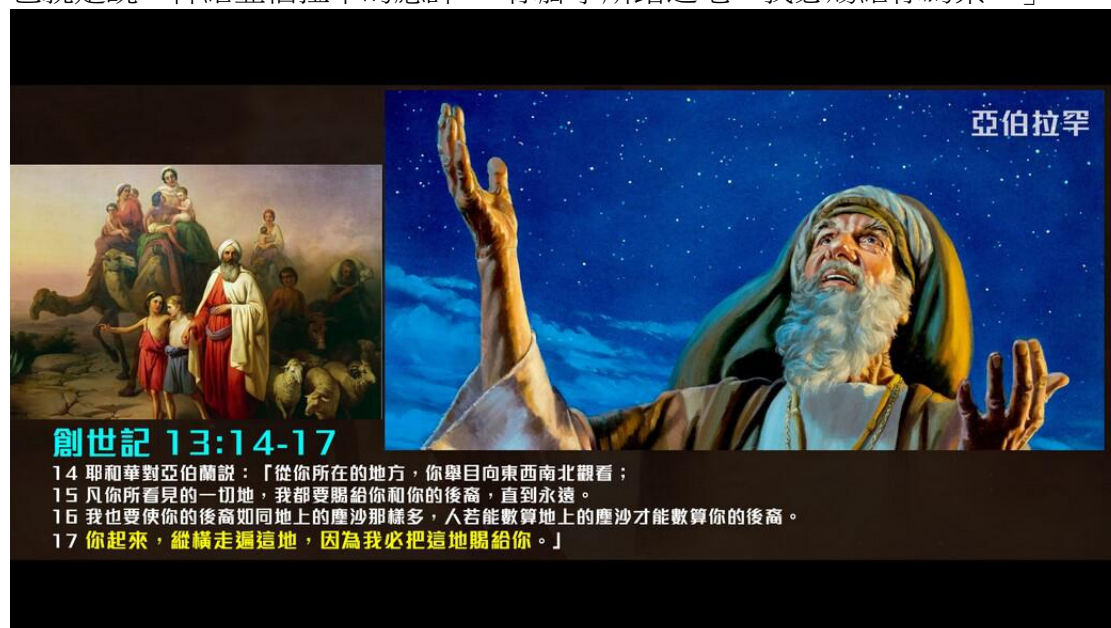 亞伯拉罕
創世記 13:14-17
14 耶和華對亞伯蘭說：「從你所在的地方，你舉目向東西南北觀看；
15 凡你所看見的一切地，我都要賜給你和你的後裔，直到永遠。
16 我也要使你的後裔如同地上的塵沙那樣多，人若能數算地上的塵沙才能數算你的後裔。
17 你起來，縱橫走遍這地，因為我必把這地賜給你。」